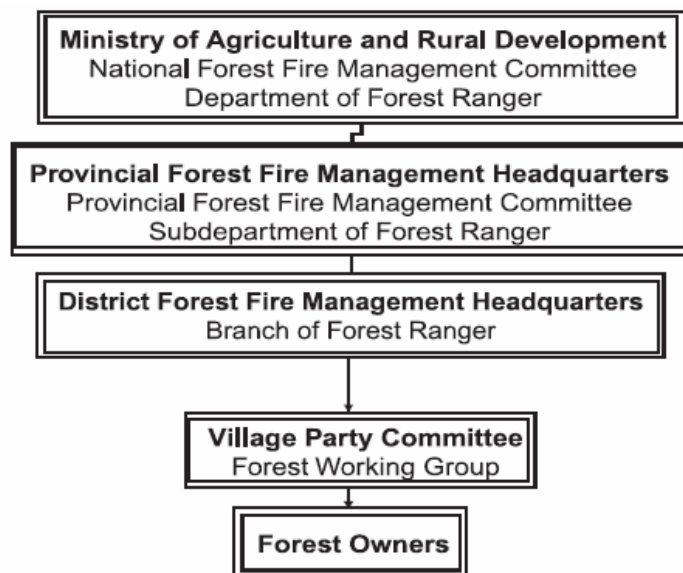 Ministry of Agriculture and Rural Development
National Forest Fire Management Committee
Department of Forest Ranger
Provincial Forest Fire Management Headquarters
Provincial Forest Fire Management Committee
Subdepartment of Forest Ranger
District Forest Fire Management Headquarters
Branch of Forest Ranger
Village Party Committee
Forest Working Group
Forest Owners